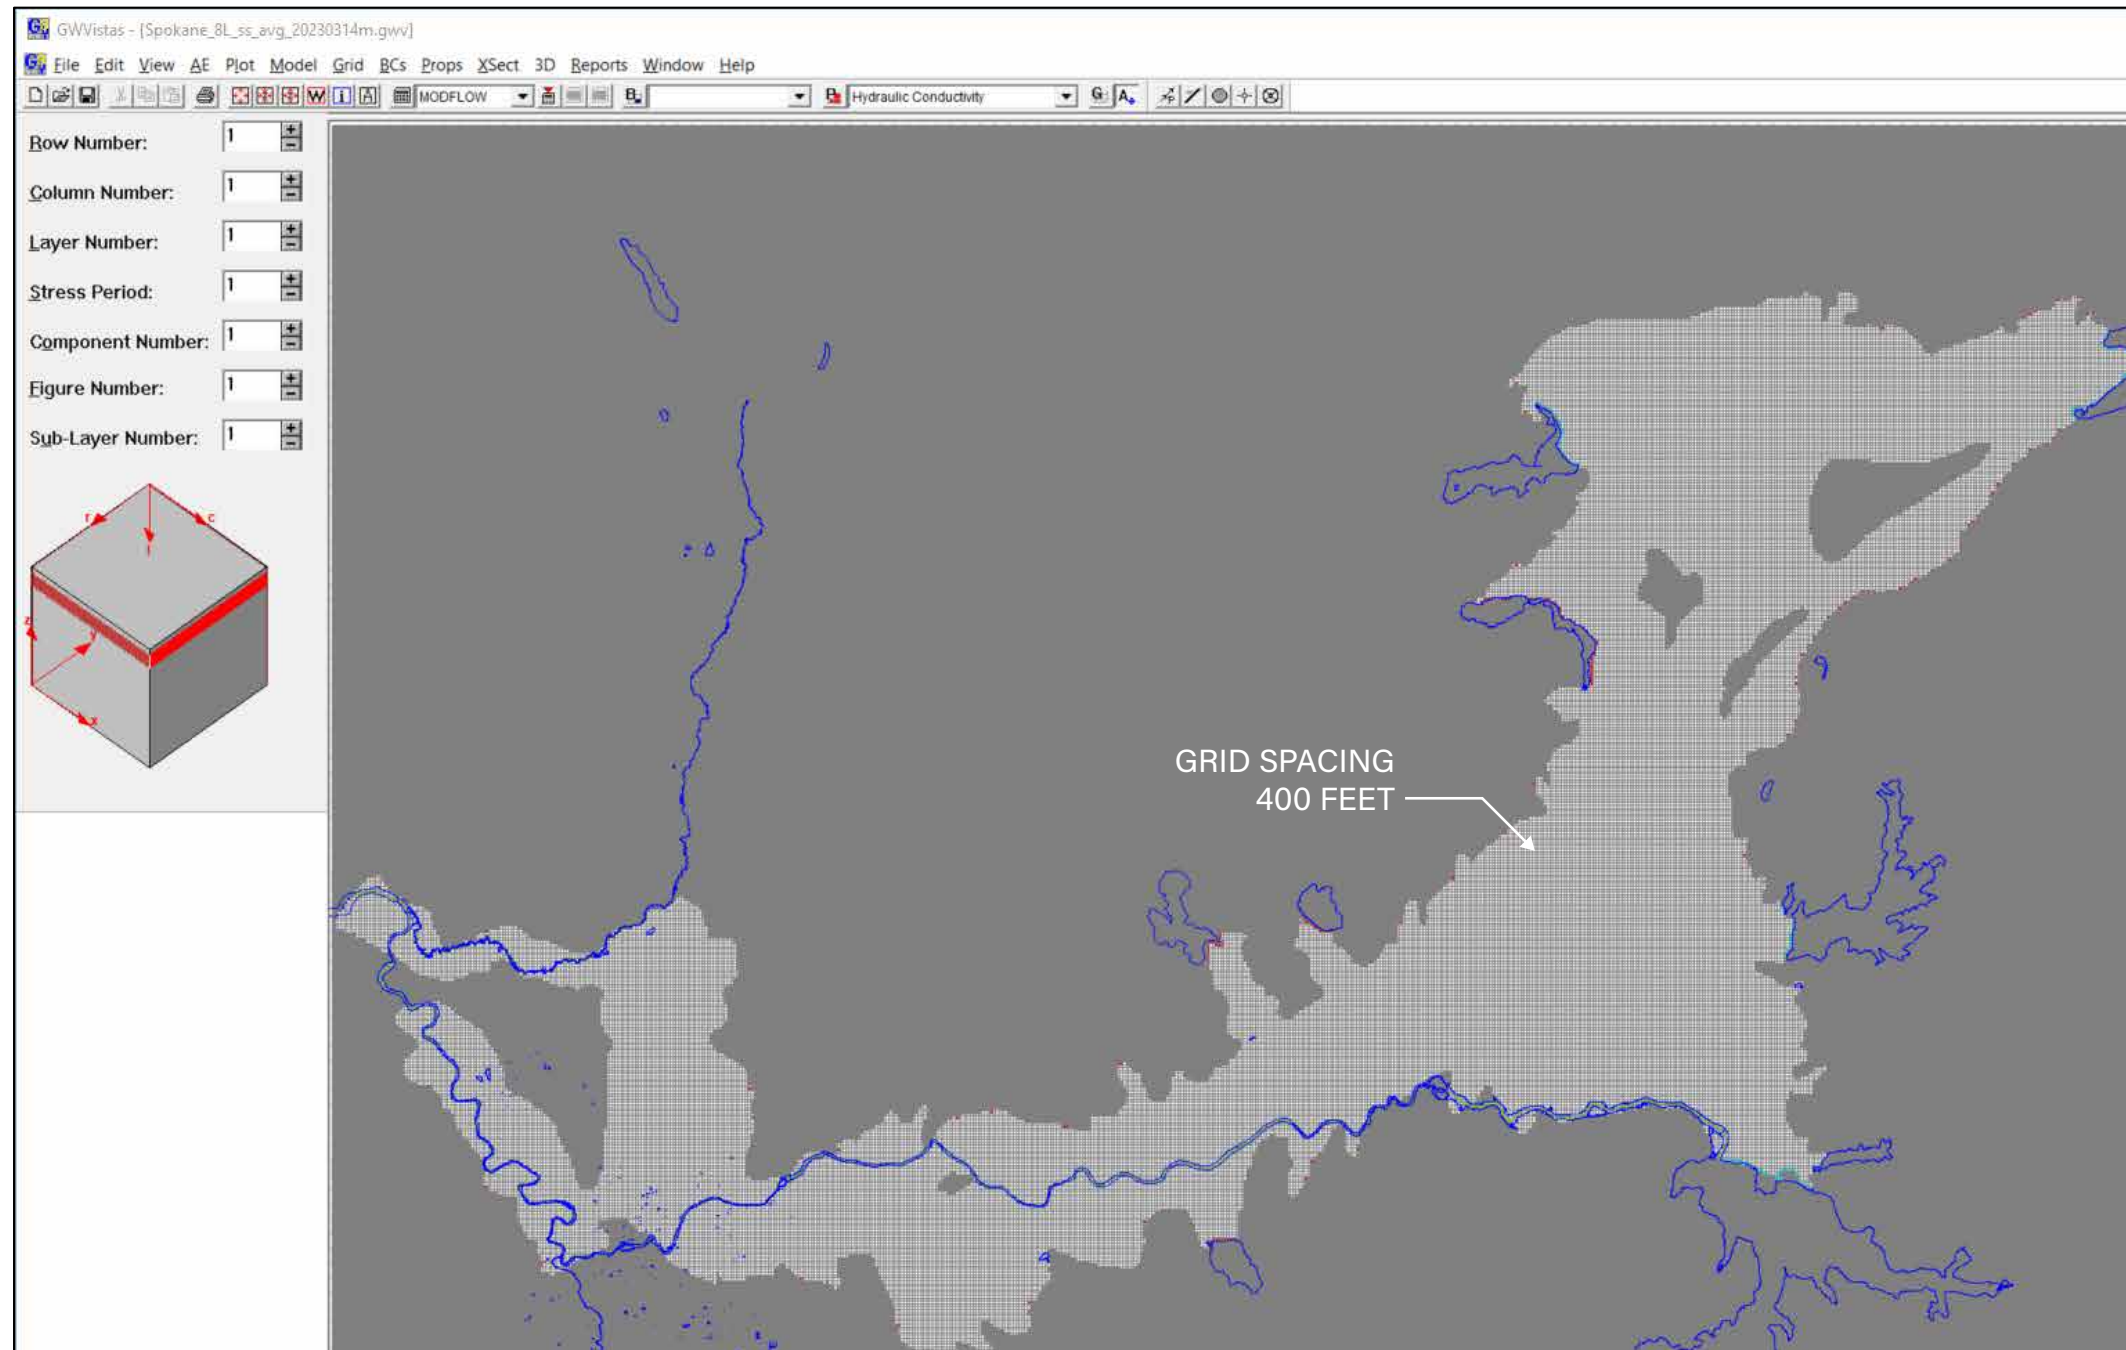 GWVistas - [Spokane_8L_ss_avg_20230314m.gwv]
File Edit View AE Plot Model Grid BCs Props XSect 3D Reports Window Help
MODFLOW Hydraulic Conductivity
Row Number: 1
Column Number: 1
Layer Number: 1
Stress Period: 1
Component Number: 1
Figure Number: 1
Sub-Layer Number: 1
r c
l
z y
x
GRID SPACING
400 FEET